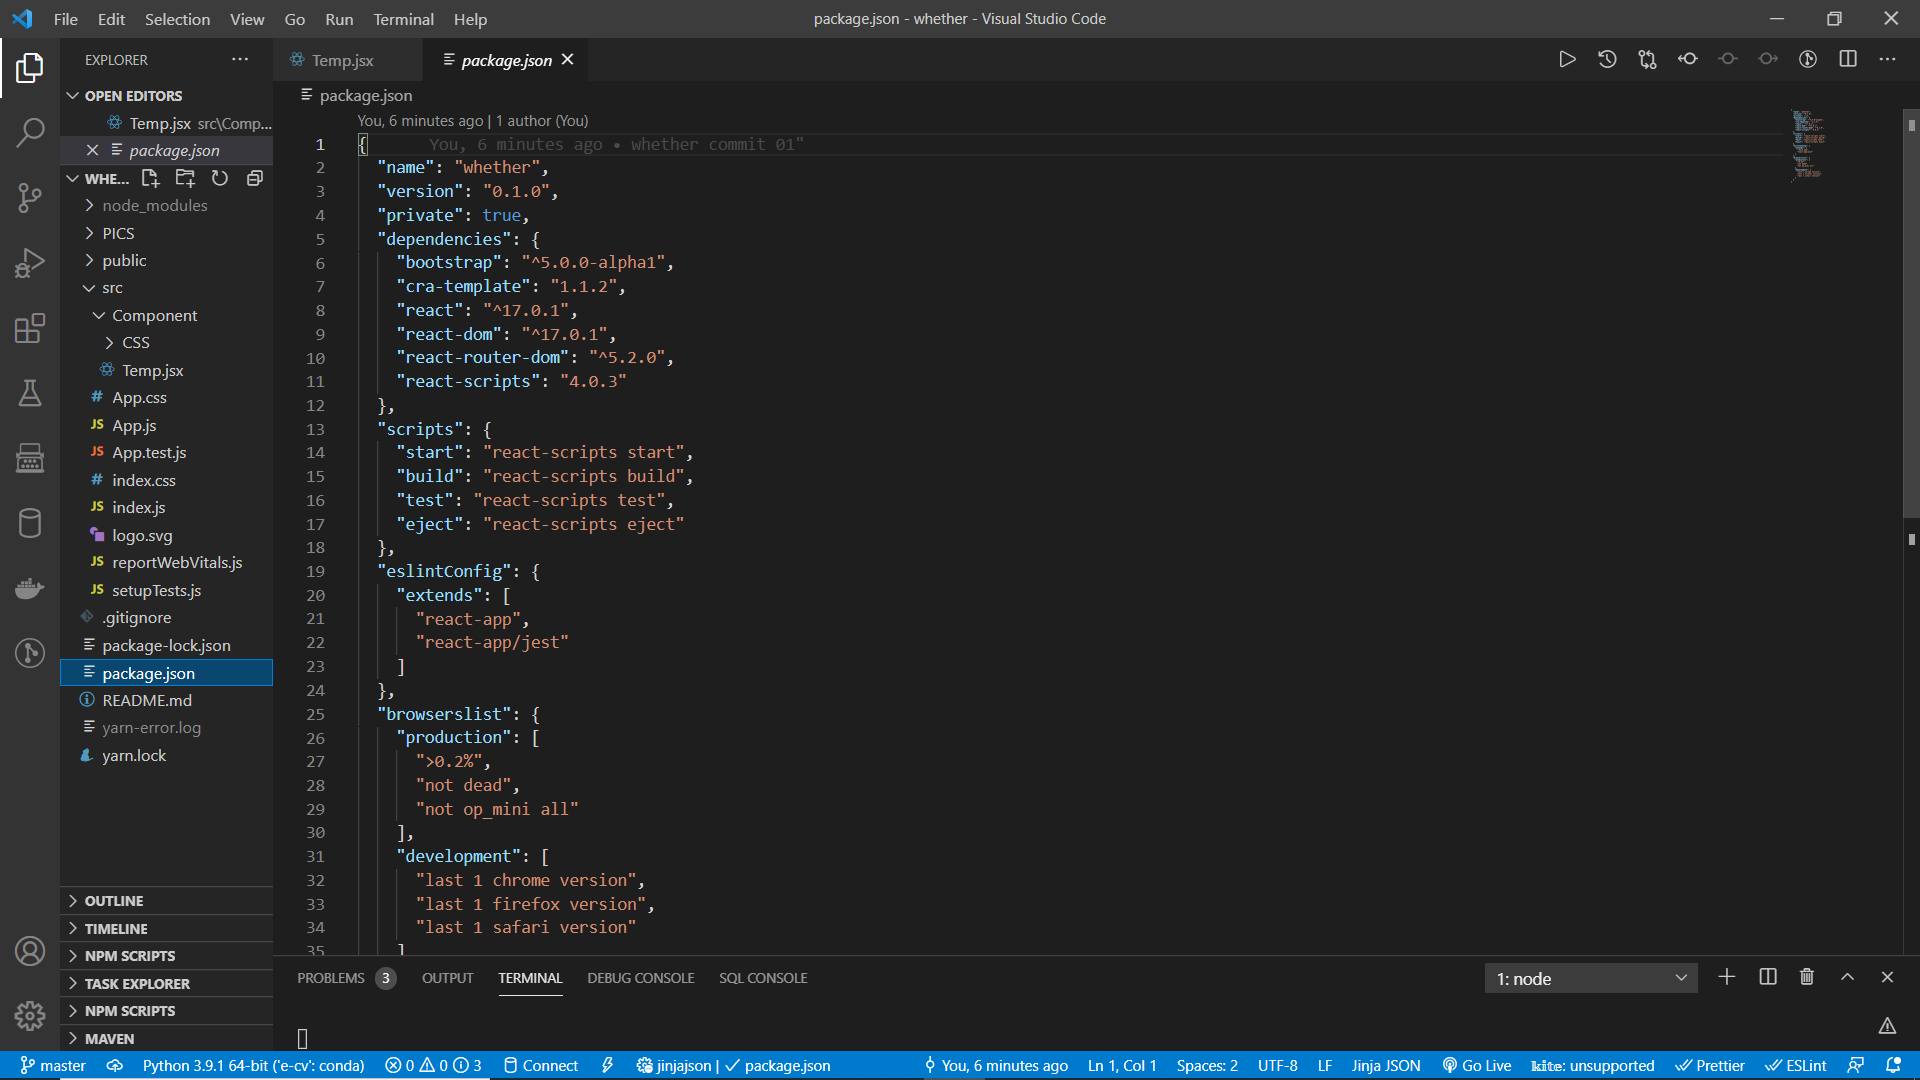 File Edit Selection View Go Run Terminal Help
package.json - whether - Visual Studio Code
EXPLORER
Temp.jsx
package.json
OPEN EDITORS
Temp.jsx src\Comp...
package.json
WHE...
node_modules
PICS
public
src
Component
CSS
Temp.jsx
App.css
App.js
App.test.js
index.css
index.js
logo.svg
reportWebVitals.js
setupTests.js
.gitignore
package-lock.json
package.json
README.md
yarn-error.log
yarn.lock
OUTLINE
TIMELINE
NPM SCRIPTS
TASK EXPLORER
NPM SCRIPTS
MAVEN
package.json
You, 6 minutes ago | 1 author (You)
1 { You, 6 minutes ago • whether commit 01"
2 "name": "whether",
3 "version": "0.1.0",
4 "private": true,
5 "dependencies": {
6 "bootstrap": "^5.0.0-alpha1",
7 "cra-template": "1.1.2",
8 "react": "^17.0.1",
9 "react-dom": "^17.0.1",
10 "react-router-dom": "^5.2.0",
11 "react-scripts": "4.0.3"
12 },
13 "scripts": {
14 "start": "react-scripts start",
15 "build": "react-scripts build",
16 "test": "react-scripts test",
17 "eject": "react-scripts eject"
18 },
19 "eslintConfig": {
20 "extends": [
21 "react-app",
22 "react-app/jest"
23 ]
24 },
25 "browserslist": {
26 "production": [
27 ">0.2%",
28 "not dead",
29 "not op_mini all"
30 ],
31 "development": [
32 "last 1 chrome version",
33 "last 1 firefox version",
34 "last 1 safari version"
35 ]
PROBLEMS 3 OUTPUT TERMINAL DEBUG CONSOLE SQL CONSOLE
1: node
master Python 3.9.1 64-bit ('e-cv': conda) 0 0 3 Connect jinjajson | ✓ package.json You, 6 minutes ago Ln 1, Col 1 Spaces: 2 UTF-8 LF Jinja JSON Go Live kite: unsupported Prettier ESLint